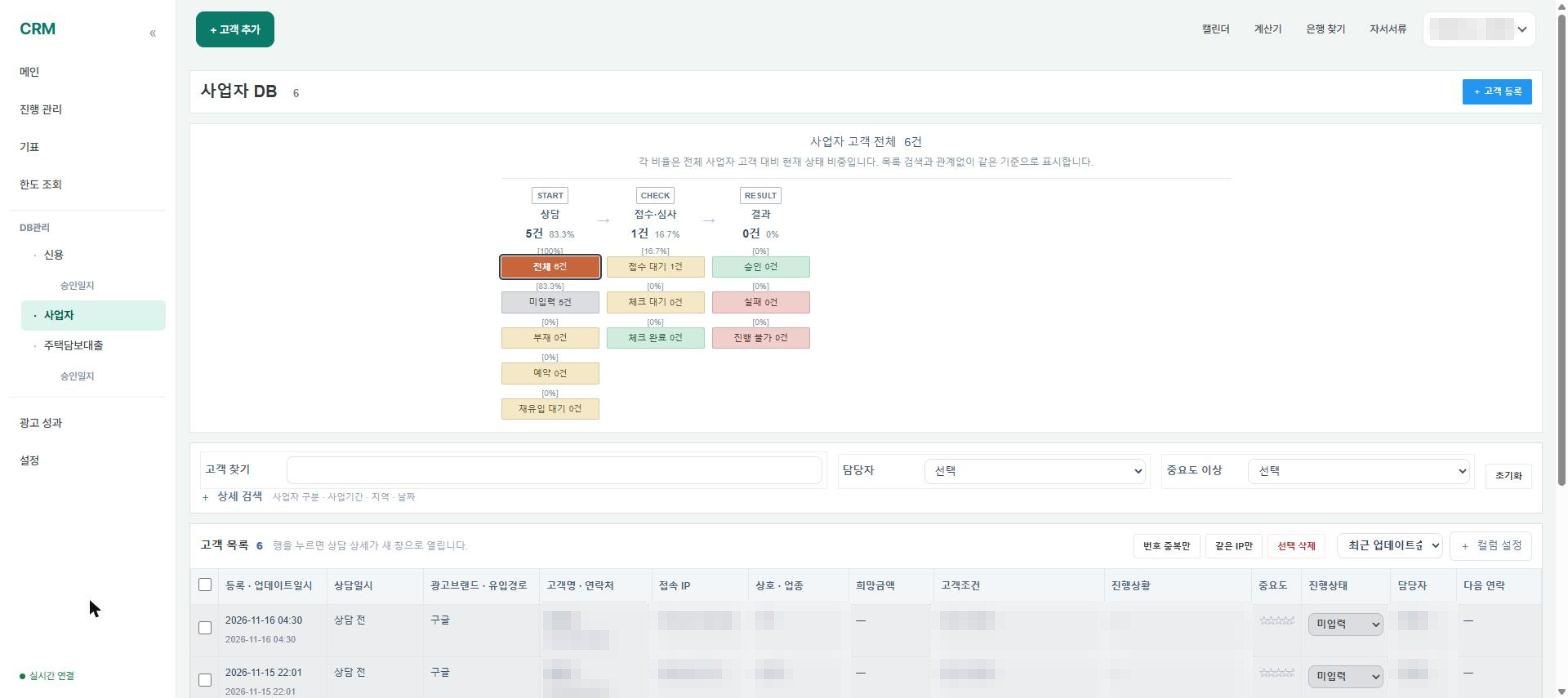 CRM
«
메인
진행 관리
기표
한도 조회
DB관리
· 신용
승인일지
· 사업자
· 주택담보대출
승인일지
광고 성과
설정
실시간 연결
+ 고객 추가
캘린더 계산기 은행 찾기 자서서류
사업자 DB 6
+ 고객 등록
사업자 고객 전체 6건
각 비율은 전체 사업자 고객 대비 현재 상태 비중입니다. 목록 검색과 관계없이 같은 기준으로 표시합니다.
START → CHECK → RESULT
상담 접수·심사 결과
5건 83.3% 1건 16.7% 0건 0%
[100%] [16.7%] [0%]
전체 6건 접수 대기 1건 승인 0건
[83.3%] [0%] [0%]
미입력 5건 체크 대기 0건 실패 0건
[0%] [0%] [0%]
부재 0건 체크 완료 0건 진행 불가 0건
[0%]
예약 0건
[0%]
재유입 대기 0건
고객 찾기 담당자 선택 중요도 이상 선택 초기화
+ 상세 검색 사업자 구분 · 사업기간 · 지역 · 날짜
고객 목록 6 행을 누르면 상담 상세가 새 창으로 열립니다.
번호 중복만 같은 IP만 선택 삭제 최근 업데이트순 + 컬럼 설정
등록 · 업데이트일시 상담일시 광고브랜드 · 유입경로 고객명 · 연락처 접속 IP 상호 · 업종 희망금액 고객조건 진행상황 중요도 진행상태 담당자 다음 연락
2026-11-16 04:30 상담 전 구글 — ☆☆☆☆☆ 미입력 —
2026-11-16 04:30
2026-11-15 22:01 상담 전 구글 — ☆☆☆☆☆ 미입력 —
2026-11-15 22:01